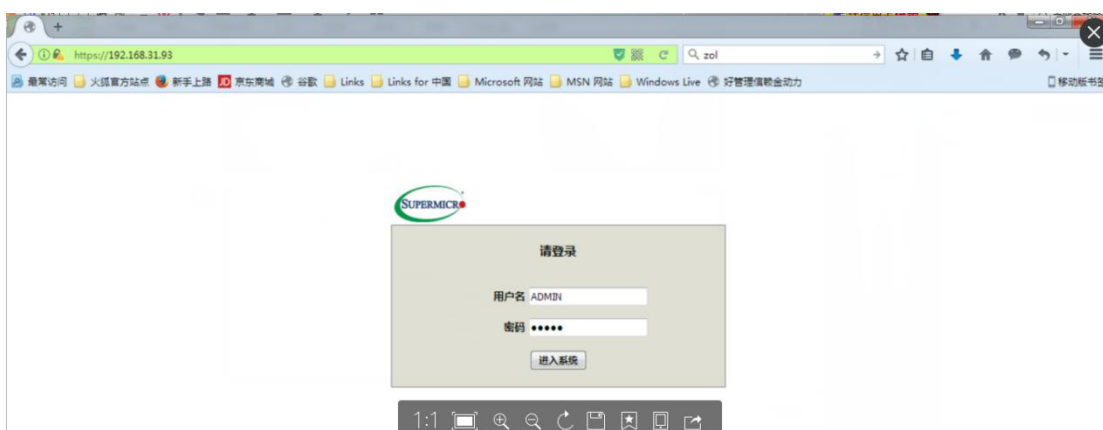 https://192.168.31.93
zol
最常访问 火狐官方站点 新手上路 JD 京东商城 谷歌 Links Links for 中国 Microsoft 网站 MSN 网站 Windows Live 好管理信赖金动力 移动版书签
SUPERMICRO
请登录
用户名 ADMIN
密码 •••••
进入系统
1:1